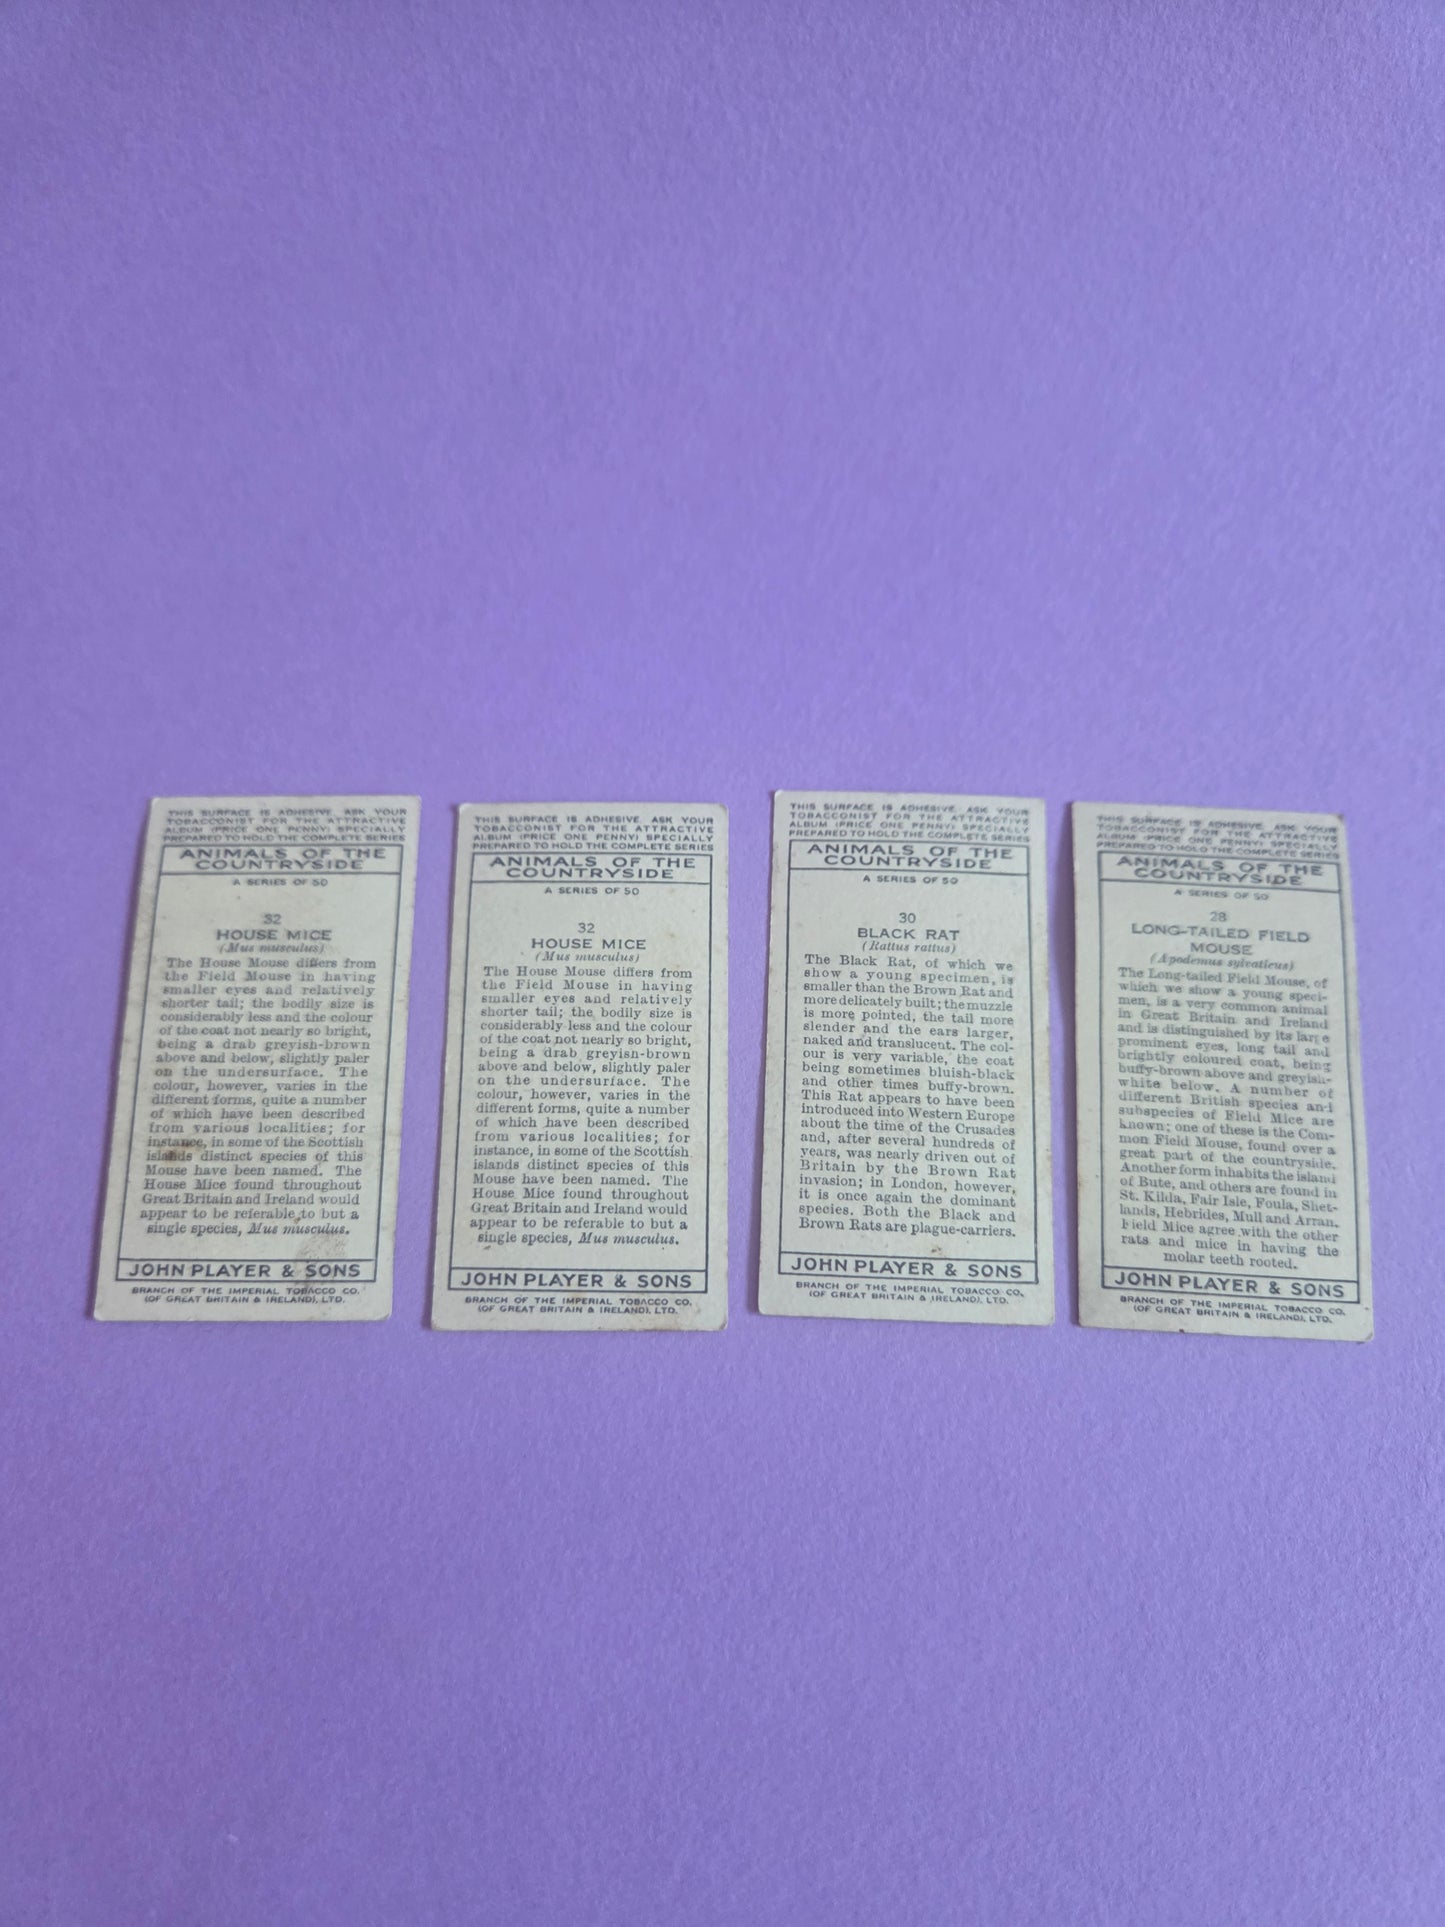 THIS SURFACE IS ADHESIVE. ASK YOUR
TOBACCONIST FOR THE ATTRACTIVE
ALBUM (PRICE ONE PENNY) SPECIALLY
PREPARED TO HOLD THE COMPLETE SERIES
ANIMALS OF THE
COUNTRYSIDE
A SERIES OF 50
32
HOUSE MICE
(Mus musculus)
The House Mouse differs from
the Field Mouse in having
smaller eyes and relatively
shorter tail; the bodily size is
considerably less and the colour
of the coat not nearly so bright,
being a drab greyish-brown
above and below, slightly paler
on the undersurface. The
colour, however, varies in the
different forms, quite a number
of which have been described
from various localities; for
instance, in some of the Scottish
islands distinct species of this
Mouse have been named. The
House Mice found throughout
Great Britain and Ireland would
appear to be referable to but a
single species, Mus musculus.
JOHN PLAYER & SONS
BRANCH OF THE IMPERIAL TOBACCO CO.
(OF GREAT BRITAIN & IRELAND), LTD.
THIS SURFACE IS ADHESIVE. ASK YOUR
TOBACCONIST FOR THE ATTRACTIVE
ALBUM (PRICE ONE PENNY) SPECIALLY
PREPARED TO HOLD THE COMPLETE SERIES
ANIMALS OF THE
COUNTRYSIDE
A SERIES OF 50
32
HOUSE MICE
(Mus musculus)
The House Mouse differs from
the Field Mouse in having
smaller eyes and relatively
shorter tail; the bodily size is
considerably less and the colour
of the coat not nearly so bright,
being a drab greyish-brown
above and below, slightly paler
on the undersurface. The
colour, however, varies in the
different forms, quite a number
of which have been described
from various localities; for
instance, in some of the Scottish
islands distinct species of this
Mouse have been named. The
House Mice found throughout
Great Britain and Ireland would
appear to be referable to but a
single species, Mus musculus.
JOHN PLAYER & SONS
BRANCH OF THE IMPERIAL TOBACCO CO.
(OF GREAT BRITAIN & IRELAND), LTD.
THIS SURFACE IS ADHESIVE. ASK YOUR
TOBACCONIST FOR THE ATTRACTIVE
ALBUM (PRICE ONE PENNY) SPECIALLY
PREPARED TO HOLD THE COMPLETE SERIES
ANIMALS OF THE
COUNTRYSIDE
A SERIES OF 50
30
BLACK RAT
(Rattus rattus)
The Black Rat, of which we
show a young specimen, is
smaller than the Brown Rat and
more delicately built; the muzzle
is more pointed, the tail more
slender and the ears larger,
naked and translucent. The col-
our is very variable, the coat
being sometimes bluish-black
and other times buffy-brown.
This Rat appears to have been
introduced into Western Europe
about the time of the Crusades
and, after several hundreds of
years, was nearly driven out of
Britain by the Brown Rat
invasion; in London, however,
it is once again the dominant
species. Both the Black and
Brown Rats are plague-carriers.
JOHN PLAYER & SONS
BRANCH OF THE IMPERIAL TOBACCO CO.
(OF GREAT BRITAIN & IRELAND), LTD.
THIS SURFACE IS ADHESIVE. ASK YOUR
TOBACCONIST FOR THE ATTRACTIVE
ALBUM (PRICE ONE PENNY) SPECIALLY
PREPARED TO HOLD THE COMPLETE SERIES
ANIMALS OF THE
COUNTRYSIDE
A SERIES OF 50
28
LONG-TAILED FIELD
MOUSE
(Apodemus sylvaticus)
The Long-tailed Field Mouse, of
which we show a young speci-
men, is a very common animal
in Great Britain and Ireland
and is distinguished by its large
prominent eyes, long tail and
brightly coloured coat, being
buffy-brown above and greyish-
white below. A number of
different British species and
subspecies of Field Mice are
known; one of these is the Com-
mon Field Mouse, found over a
great part of the countryside.
Another form inhabits the island
of Bute, and others are found in
St. Kilda, Fair Isle, Foula, Shet-
lands, Hebrides, Mull and Arran.
Field Mice agree with the other
rats and mice in having the
molar teeth rooted.
JOHN PLAYER & SONS
BRANCH OF THE IMPERIAL TOBACCO CO.
(OF GREAT BRITAIN & IRELAND), LTD.